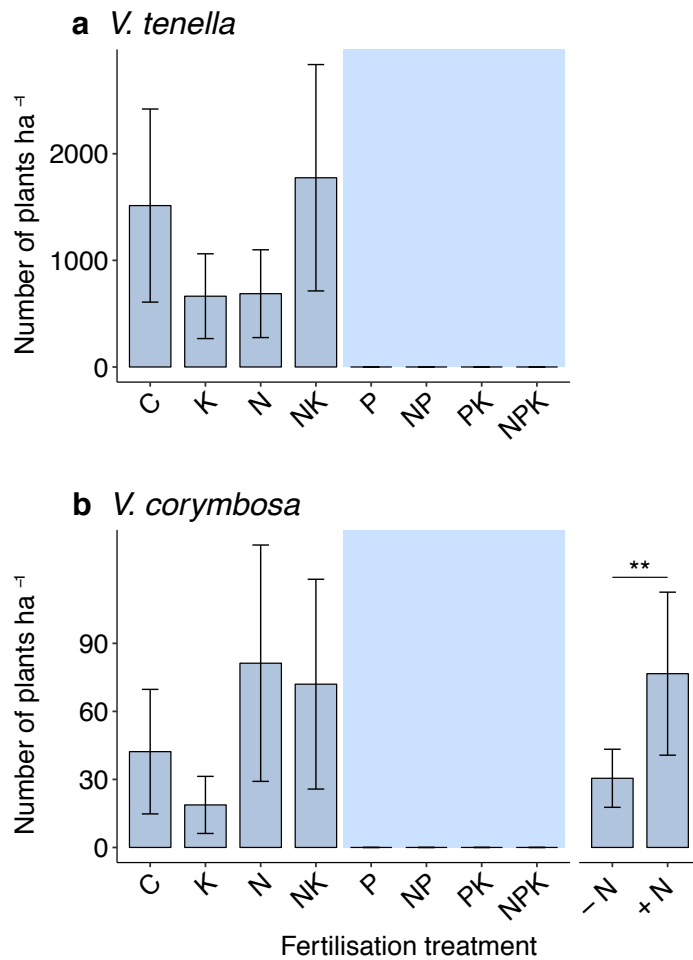 a V. tenella
Number of plants ha ⁻¹
2000
1000
0
C K N NK P NP PK NPK
b V. corymbosa
Number of plants ha ⁻¹
90
60
30
0
**
C K N NK P NP PK NPK − N + N
Fertilisation treatment